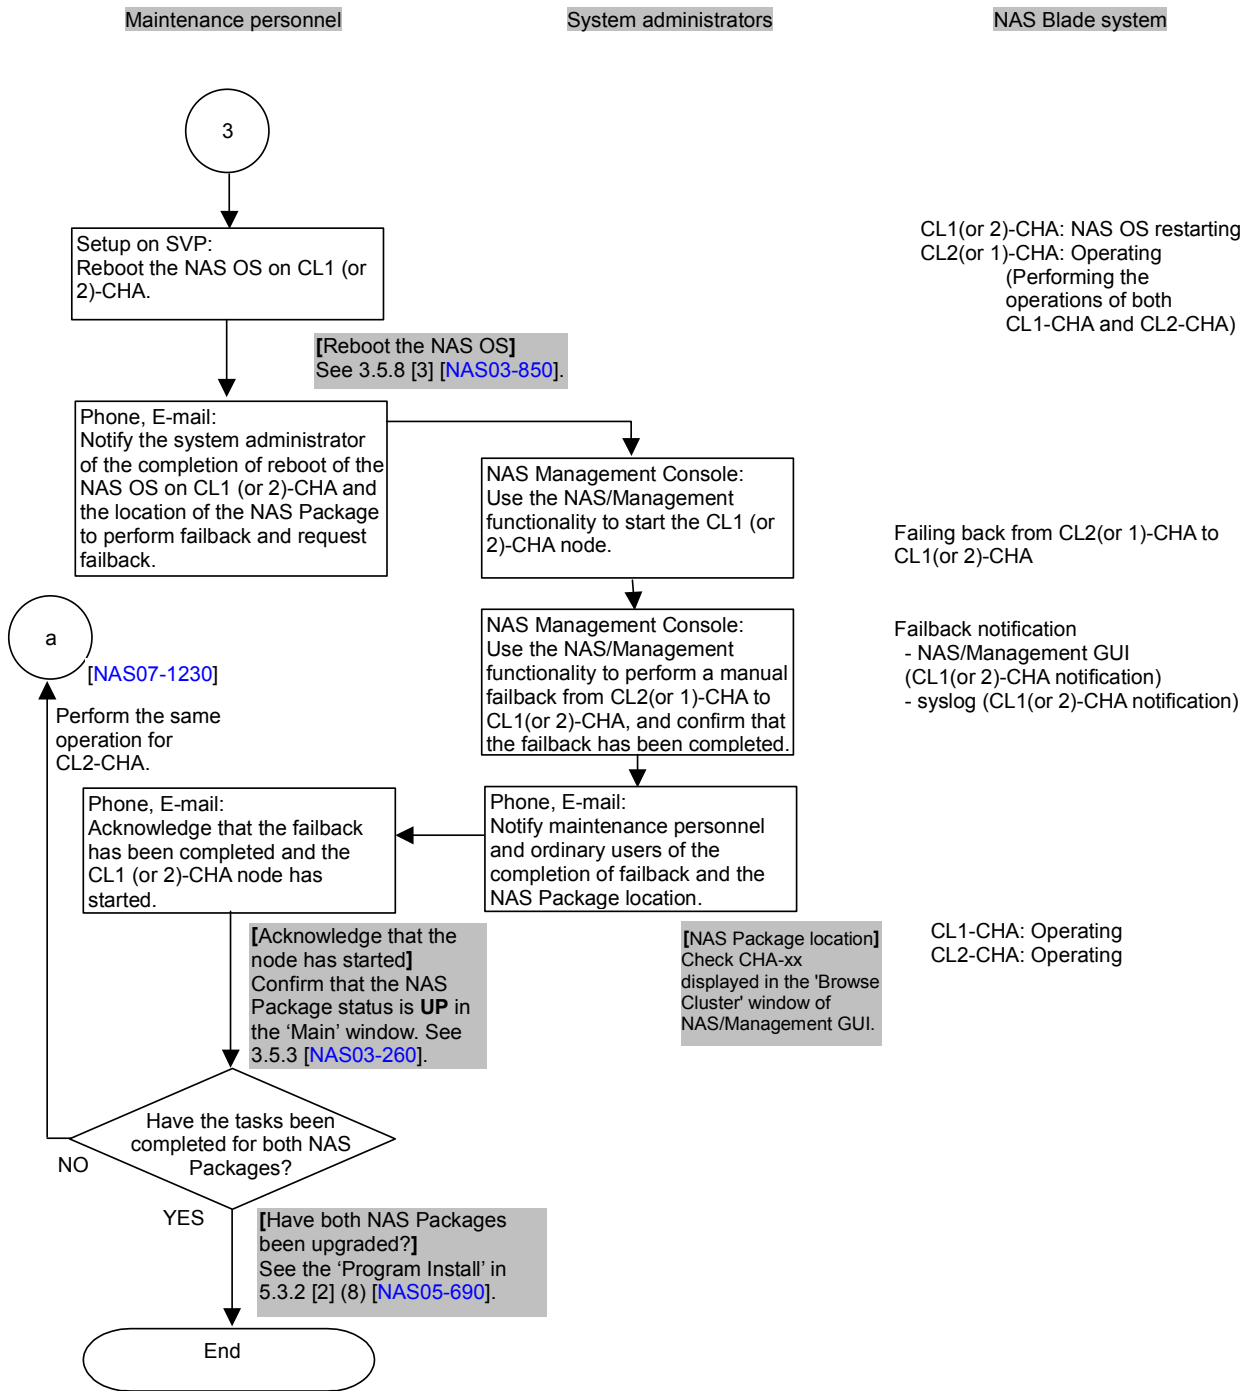 Maintenance personnel
System administrators
NAS Blade system
3
Setup on SVP:
Reboot the NAS OS on CL1 (or
2)-CHA.
CL1(or 2)-CHA: NAS OS restarting
CL2(or 1)-CHA: Operating
(Performing the
operations of both
CL1-CHA and CL2-CHA)
[Reboot the NAS OS]
See 3.5.8 [3] [NAS03-850].
Phone, E-mail:
Notify the system administrator
of the completion of reboot of the
NAS OS on CL1 (or 2)-CHA and
the location of the NAS Package
to perform failback and request
failback.
NAS Management Console:
Use the NAS/Management
functionality to start the CL1 (or
2)-CHA node.
Failing back from CL2(or 1)-CHA to
CL1(or 2)-CHA
a
[NAS07-1230]
Perform the same
operation for
CL2-CHA.
NAS Management Console:
Use the NAS/Management
functionality to perform a manual
failback from CL2(or 1)-CHA to
CL1(or 2)-CHA, and confirm that
the failback has been completed.
Failback notification
- NAS/Management GUI
(CL1(or 2)-CHA notification)
- syslog (CL1(or 2)-CHA notification)
Phone, E-mail:
Acknowledge that the failback
has been completed and the
CL1 (or 2)-CHA node has
started.
Phone, E-mail:
Notify maintenance personnel
and ordinary users of the
completion of failback and the
NAS Package location.
[Acknowledge that the
node has started]
Confirm that the NAS
Package status is UP in
the ‘Main’ window. See
3.5.3 [NAS03-260].
[NAS Package location]
Check CHA-xx
displayed in the 'Browse
Cluster' window of
NAS/Management GUI.
CL1-CHA: Operating
CL2-CHA: Operating
Have the tasks been
completed for both NAS
Packages?
NO
YES
[Have both NAS Packages
been upgraded?]
See the ‘Program Install’ in
5.3.2 [2] (8) [NAS05-690].
End